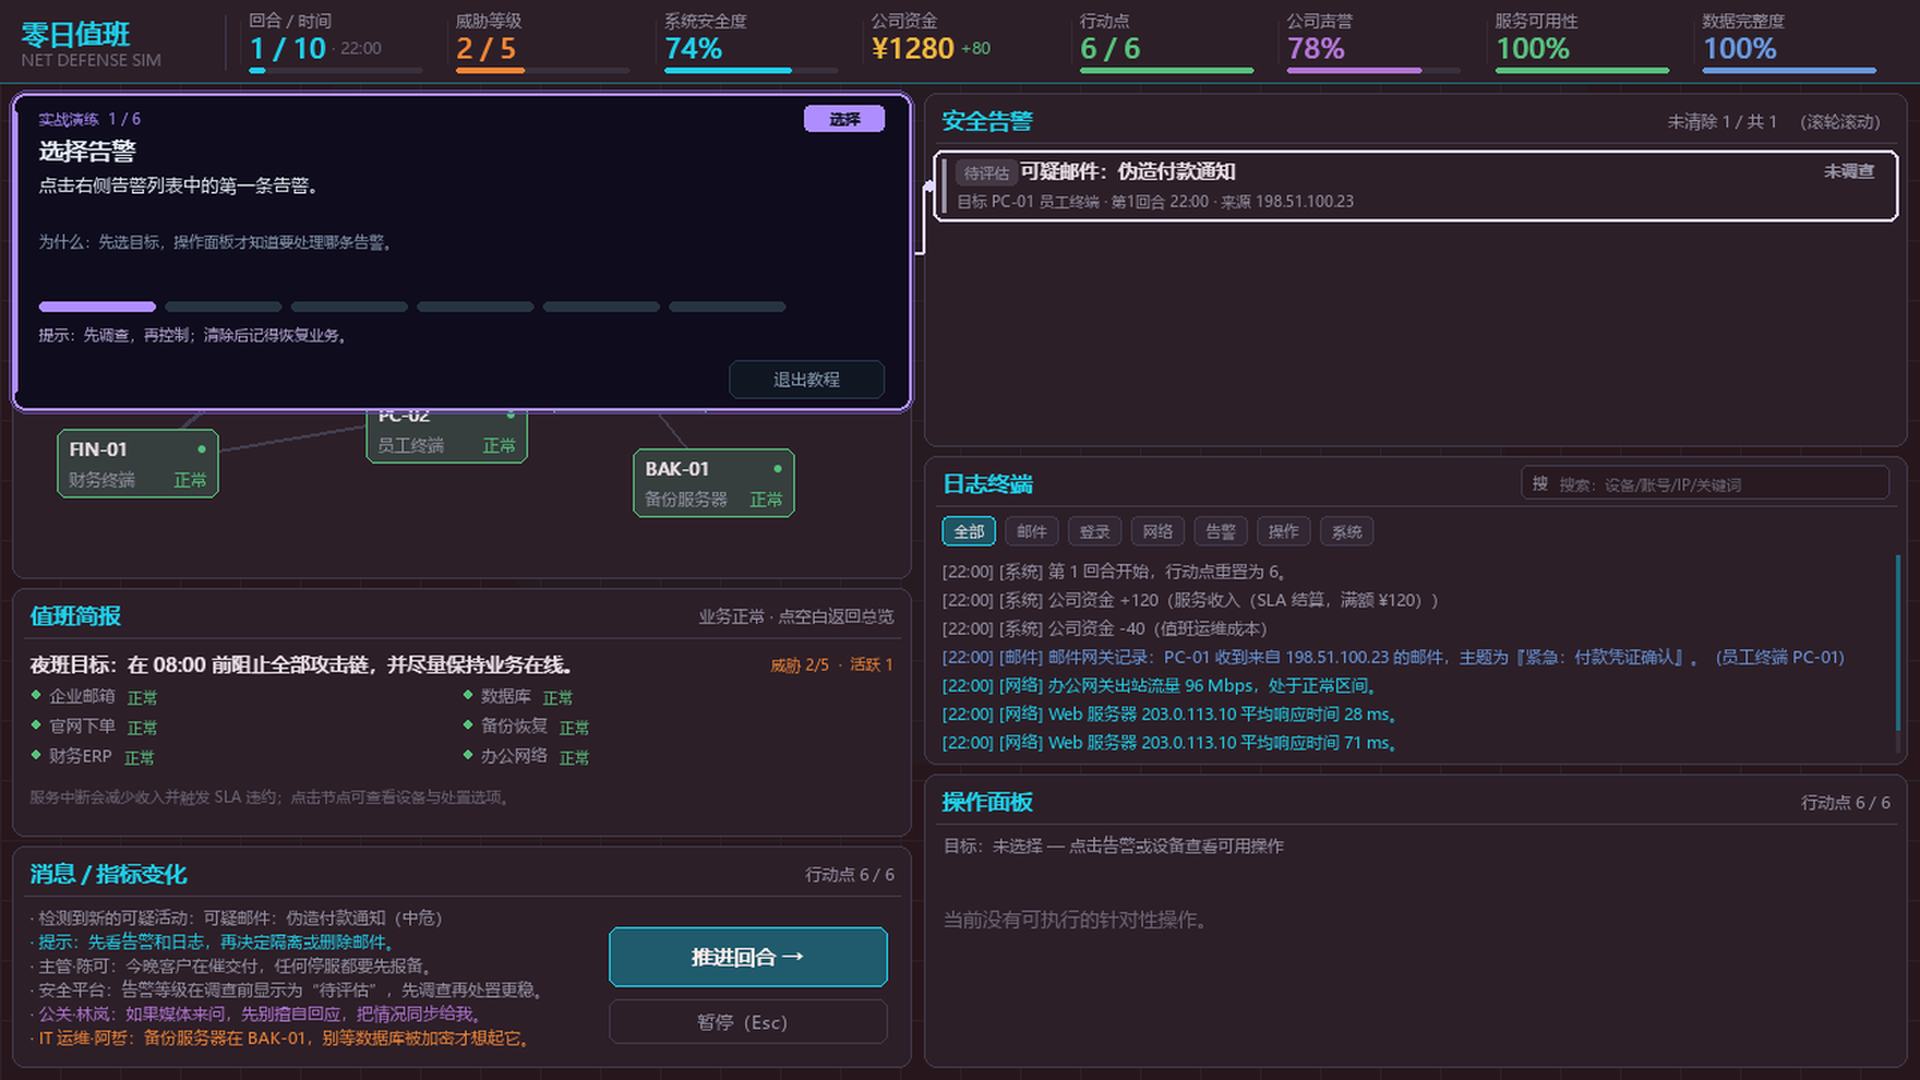 零日值班
NET DEFENSE SIM
回合 / 时间
1 / 10 · 22:00
威胁等级
2 / 5
系统安全度
74%
公司资金
¥1280 +80
行动点
6 / 6
公司声誉
78%
服务可用性
100%
数据完整度
100%
实战演练 1 / 6
选择
选择告警
点击右侧告警列表中的第一条告警。
为什么：先选目标，操作面板才知道要处理哪条告警。
提示：先调查，再控制；清除后记得恢复业务。
退出教程
PC-02
员工终端 正常
FIN-01
财务终端 正常
BAK-01
备份服务器 正常
值班简报
业务正常 · 点空白返回总览
夜班目标：在 08:00 前阻止全部攻击链，并尽量保持业务在线。
威胁 2/5 · 活跃 1
企业邮箱 正常
数据库 正常
官网下单 正常
备份恢复 正常
财务ERP 正常
办公网络 正常
服务中断会减少收入并触发 SLA 违约；点击节点可查看设备与处置选项。
消息 / 指标变化
行动点 6 / 6
· 检测到新的可疑活动：可疑邮件：伪造付款通知（中危）
· 提示：先看告警和日志，再决定隔离或删除邮件。
· 主管·陈可：今晚客户在催交付，任何停服都要先报备。
· 安全平台：告警等级在调查前显示为“待评估”，先调查再处置更稳。
· 公关·林岚：如果媒体来问，先别擅自回应，把情况同步给我。
· IT 运维·阿哲：备份服务器在 BAK-01，别等数据库被加密才想起它。
推进回合 →
暂停（Esc）
安全告警
未清除 1 / 共 1 （滚轮滚动）
待评估 可疑邮件：伪造付款通知
未调查
目标 PC-01 员工终端 · 第1回合 22:00 · 来源 198.51.100.23
日志终端
搜 搜索：设备/账号/IP/关键词
全部 邮件 登录 网络 告警 操作 系统
[22:00] [系统] 第 1 回合开始，行动点重置为 6。
[22:00] [系统] 公司资金 +120（服务收入（SLA 结算，满额 ¥120））
[22:00] [系统] 公司资金 -40（值班运维成本）
[22:00] [邮件] 邮件网关记录：PC-01 收到来自 198.51.100.23 的邮件，主题为『紧急：付款凭证确认』。（员工终端 PC-01）
[22:00] [网络] 办公网关出站流量 96 Mbps，处于正常区间。
[22:00] [网络] Web 服务器 203.0.113.10 平均响应时间 28 ms。
[22:00] [网络] Web 服务器 203.0.113.10 平均响应时间 71 ms。
操作面板
行动点 6 / 6
目标：未选择 — 点击告警或设备查看可用操作
当前没有可执行的针对性操作。